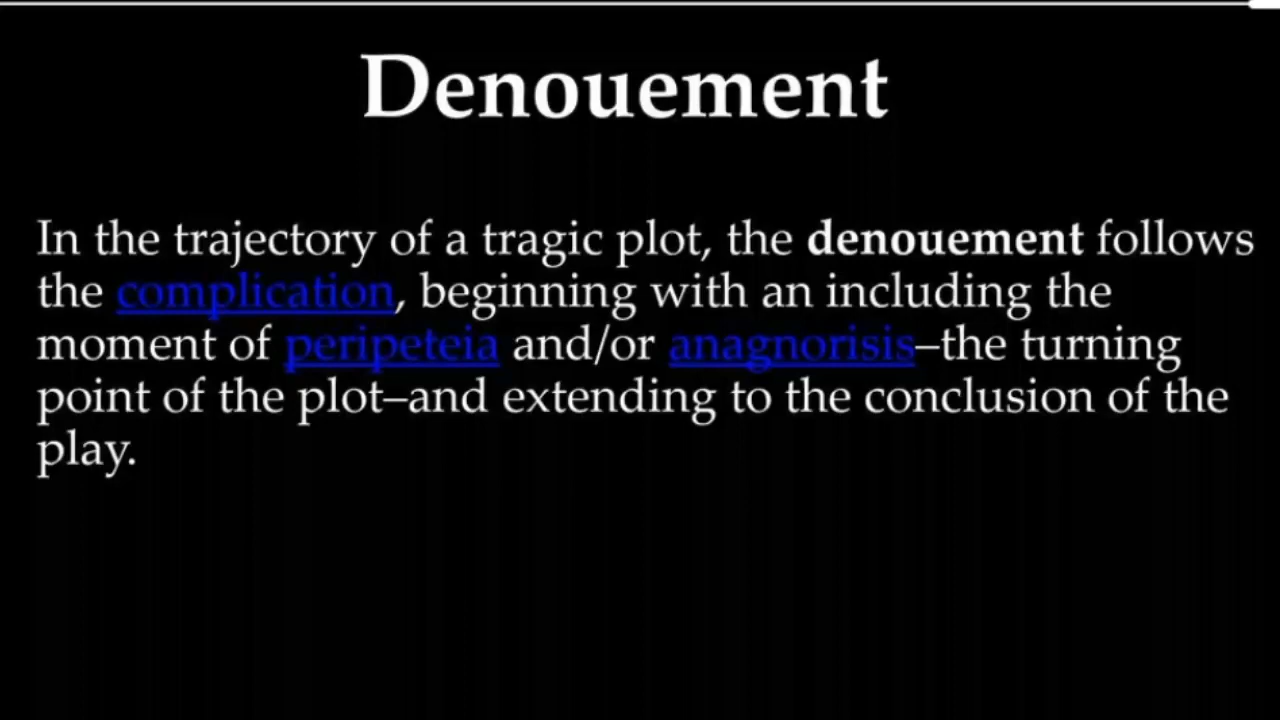 Denouement
In the trajectory of a tragic plot, the denouement follows
the complication, beginning with an including the
moment of peripeteia and/or anagnorisis–the turning
point of the plot–and extending to the conclusion of the
play.